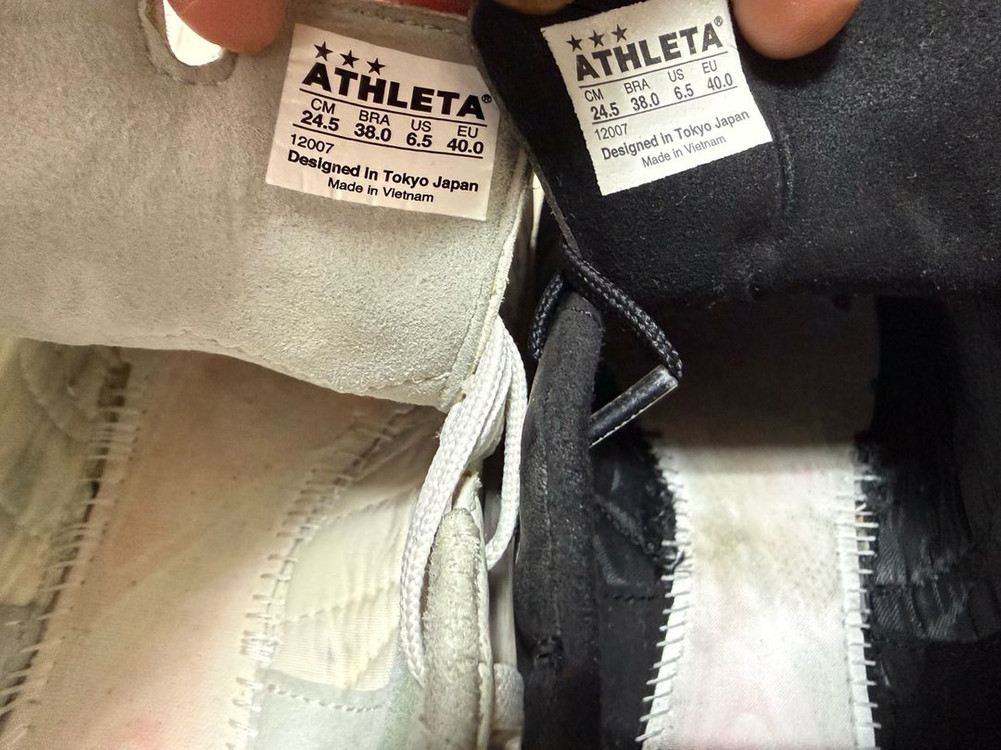 ★★★
ATHLETA®
CM BRA US EU
24.5 38.0 6.5 40.0
12007
Designed in Tokyo Japan
Made in Vietnam
★★★
ATHLETA®
CM BRA US EU
24.5 38.0 6.5 40.0
12007
Designed in Tokyo Japan
Made in Vietnam